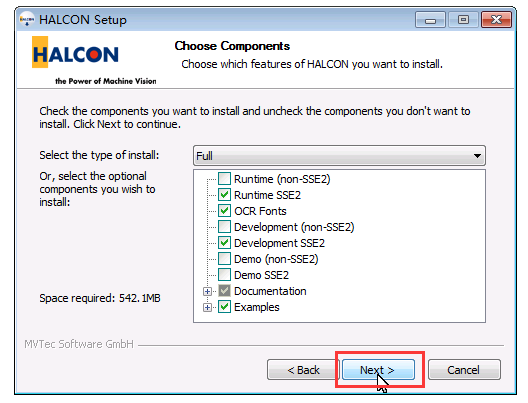 HALCON Setup
HALCON
the Power of Machine Vision
Choose Components
Choose which features of HALCON you want to install.
Check the components you want to install and uncheck the components you don't want to
install. Click Next to continue.
Select the type of install:
Full
Or, select the optional
components you wish to
install:
Runtime (non-SSE2)
Runtime SSE2
OCR Fonts
Development (non-SSE2)
Development SSE2
Demo (non-SSE2)
Demo SSE2
Documentation
Examples
Space required: 542.1MB
MVTec Software GmbH
< Back
Next >
Cancel